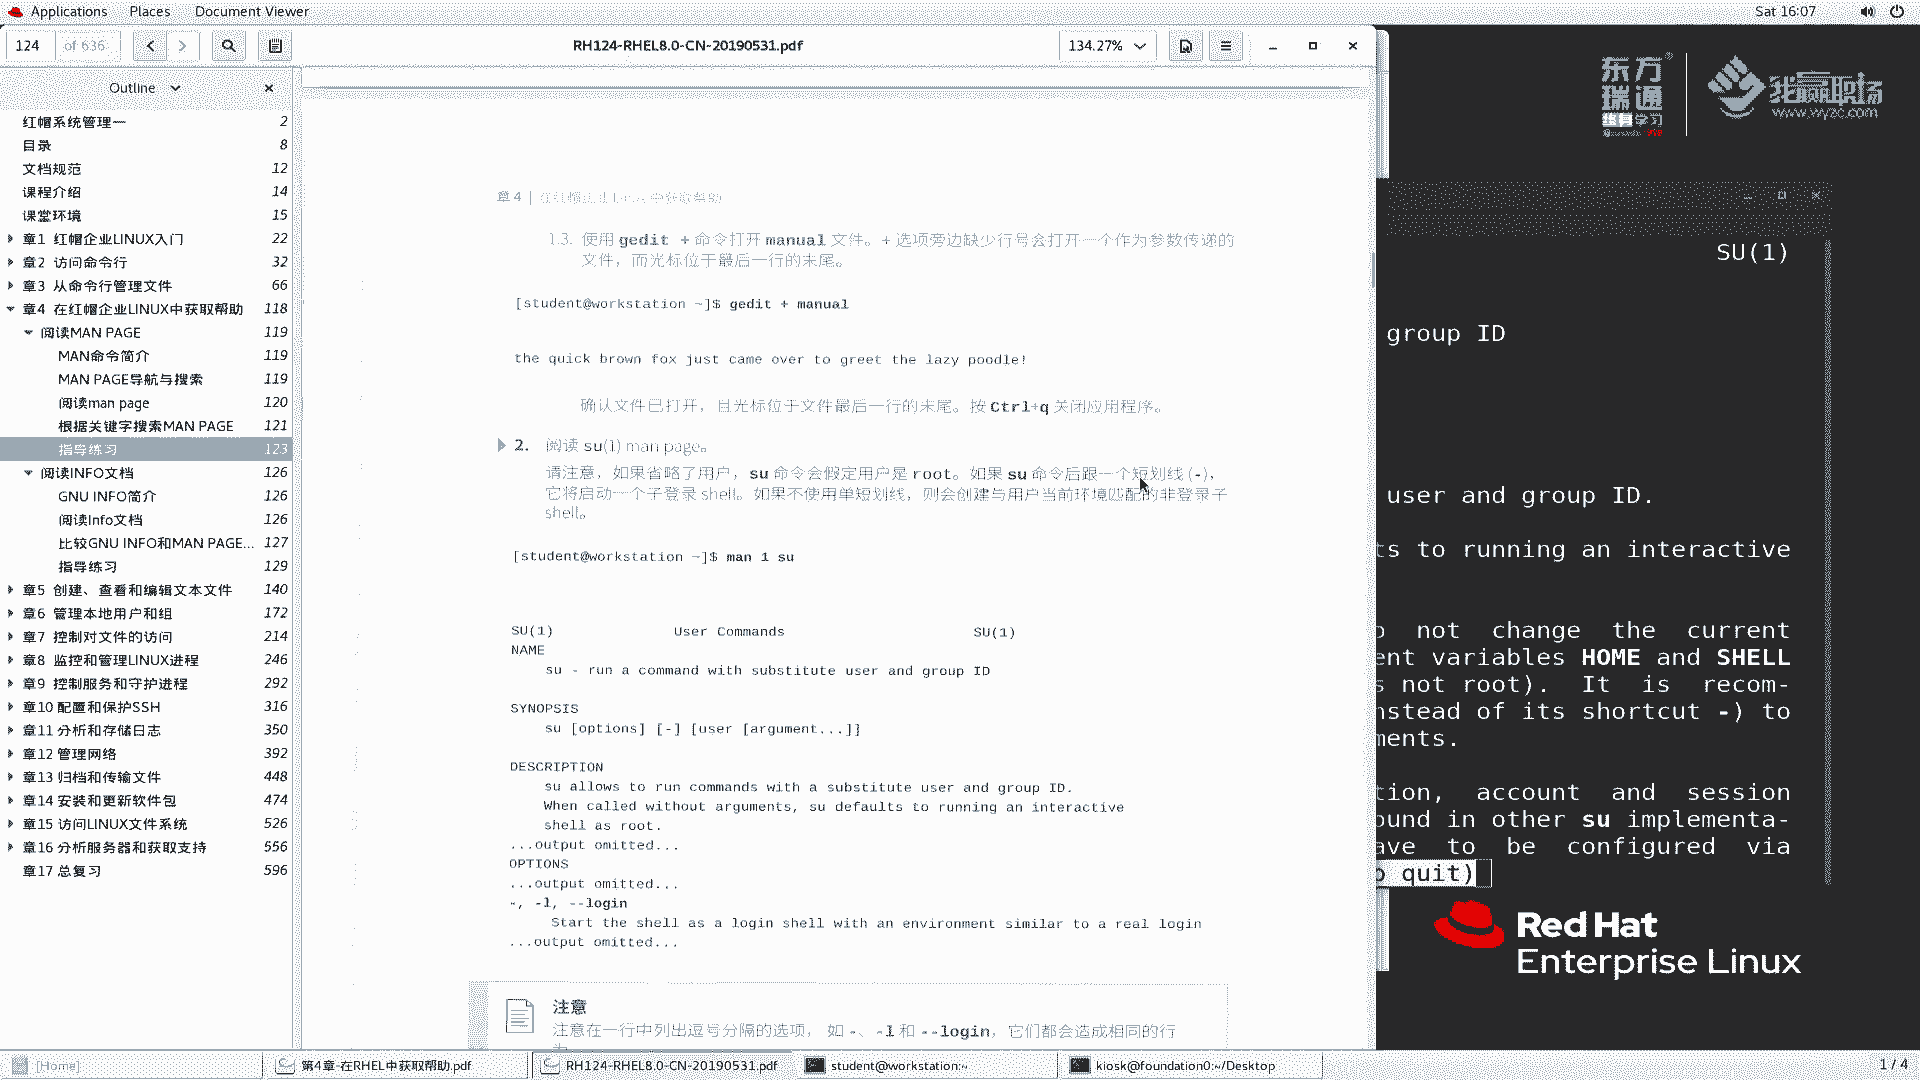 Applications Places Document Viewer Sat 16:07
124 of 636 RH124-RHEL8.0-CN-20190531.pdf 134.27%
Outline
红帽系统管理一 2
目录 8
文档规范 12
课程介绍 14
课堂环境 15
章1 红帽企业LINUX入门 22
章2 访问命令行 32
章3 从命令行管理文件 66
章4 在红帽企业LINUX中获取帮助 118
阅读MAN PAGE 119
MAN命令简介 119
MAN PAGE导航与搜索 119
阅读man page 120
根据关键字搜索MAN PAGE 121
指导练习 123
阅读INFO文档 126
GNU INFO简介 126
阅读Info文档 126
比较GNU INFO和MAN PAGE... 127
指导练习 129
章5 创建、查看和编辑文本文件 140
章6 管理本地用户和组 172
章7 控制对文件的访问 214
章8 监控和管理LINUX进程 246
章9 控制服务和守护进程 292
章10 配置和保护SSH 316
章11 分析和存储日志 350
章12 管理网络 392
章13 归档和传输文件 448
章14 安装和更新软件包 474
章15 访问LINUX文件系统 526
章16 分析服务器和获取支持 556
章17 总复习 596
章 4 | 在红帽企业 Linux 中获取帮助
1.3. 使用 gedit + 命令打开 manual 文件。+ 选项旁边缺少行号会打开一个作为参数传递的
文件，而光标位于最后一行的末尾。
[student@workstation ~]$ gedit + manual
the quick brown fox just came over to greet the lazy poodle!
确认文件已打开，且光标位于文件最后一行的末尾。按 Ctrl+q 关闭应用程序。
2. 阅读 su(1) man page。
请注意，如果省略了用户，su 命令会假定用户是 root。如果 su 命令后跟一个短划线 (-)，
它将启动一个子登录 shell。如果不使用单短划线，则会创建与用户当前环境匹配的非登录子
shell。
[student@workstation ~]$ man 1 su
SU(1) User Commands SU(1)
NAME
su - run a command with substitute user and group ID
SYNOPSIS
su [options] [-] [user [argument...]]
DESCRIPTION
su allows to run commands with a substitute user and group ID.
When called without arguments, su defaults to running an interactive
shell as root.
...output omitted...
OPTIONS
...output omitted...
-, -l, --login
Start the shell as a login shell with an environment similar to a real login
...output omitted...
注意
注意在一行中列出逗号分隔的选项， 如 -、 -l 和 --login，它们都会造成相同的行
东方瑞通
终身学习
我赢职场
www.wyzc.com
SU(1)
group ID
user and group ID.
ts to running an interactive
not change the current
ent variables HOME and SHELL
s not root). It is recom-
nstead of its shortcut -) to
ments.
tion, account and session
ound in other su implementa-
ave to be configured via
o quit)
Red Hat
Enterprise Linux
[Home] 第4章-在RHEL中获取帮助.pdf RH124-RHEL8.0-CN-20190531.pdf student@workstation:~ kiosk@foundation0:~/Desktop 1 / 4